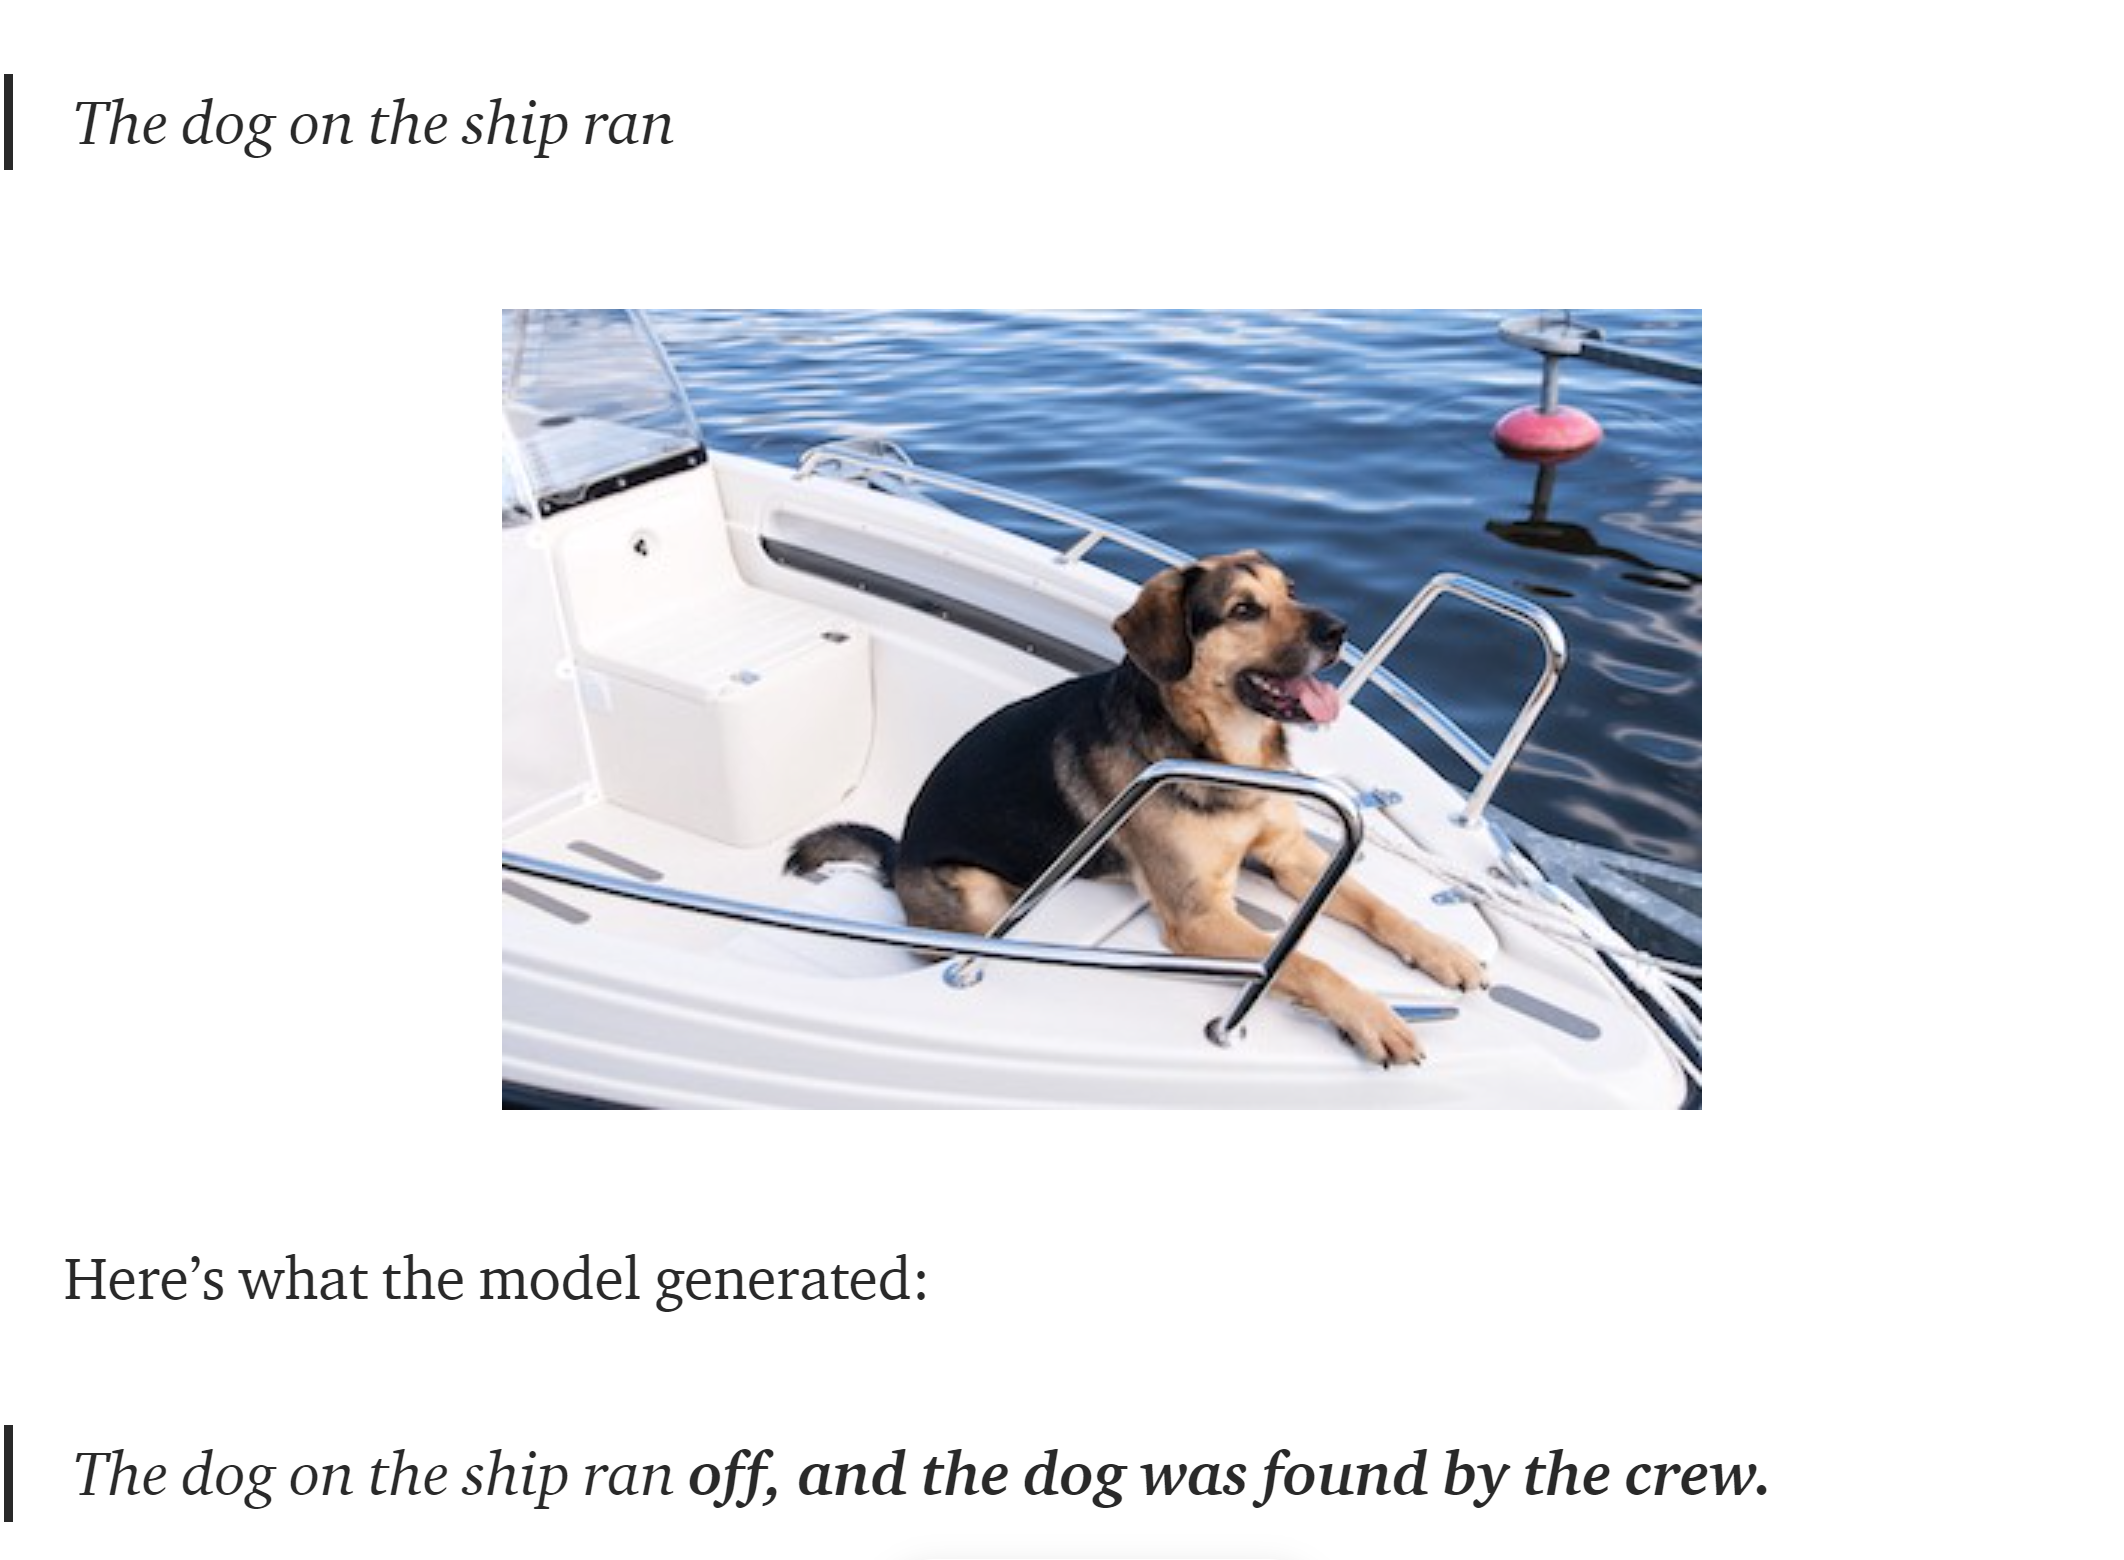 The dog on the ship ran
Here’s what the model generated:
The dog on the ship ran off, and the dog was found by the crew.